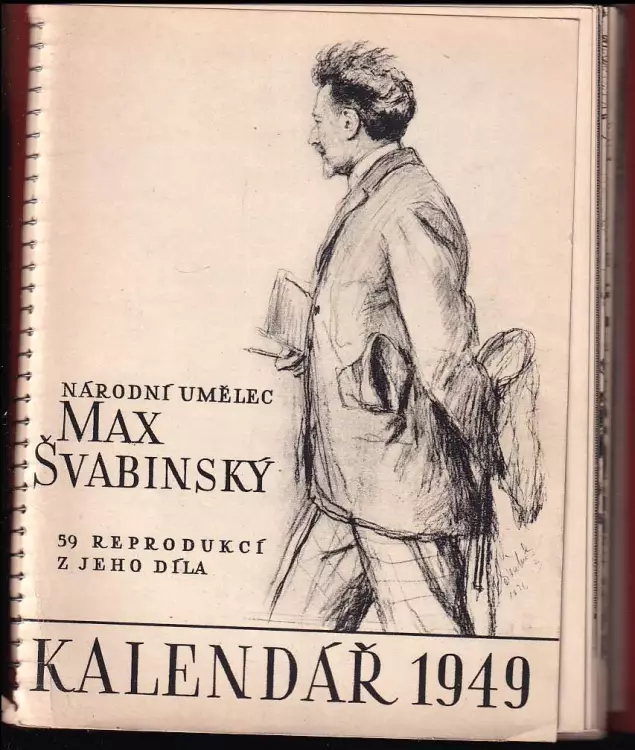 NÁRODNÍ UMĚLEC
MAX
ŠVABINSKÝ
59 REPRODUKCÍ
Z JEHO DÍLA
KALENDÁŘ 1949